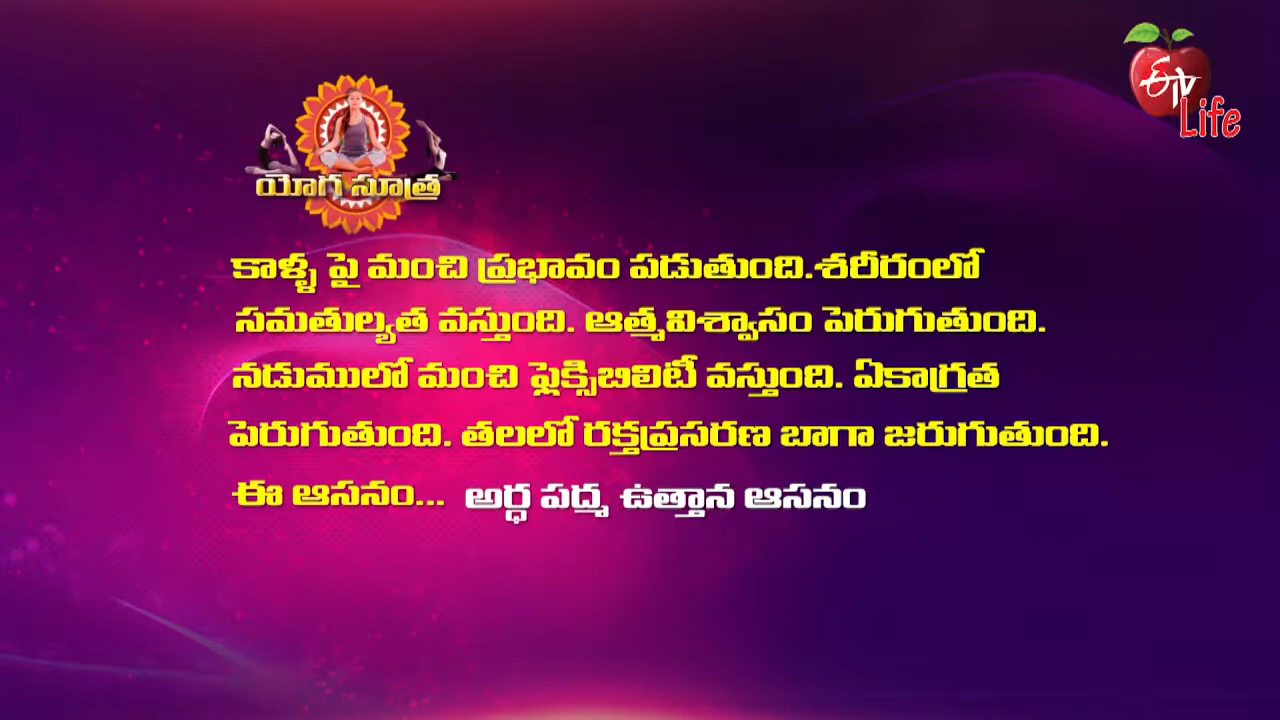 ETV
Life
యోగ సూత్ర
కాళ్ళ పై మంచి ప్రభావం పడుతుంది.శరీరంలో
సమతుల్యత వస్తుంది. ఆత్మవిశ్వాసం పెరుగుతుంది.
నడుములో మంచి ఫ్లెక్సిబిలిటీ వస్తుంది. ఏకాగ్రత
పెరుగుతుంది. తలలో రక్తప్రసరణ బాగా జరుగుతుంది.
ఈ ఆసనం... అర్ధ పద్మ ఉత్తాన ఆసనం